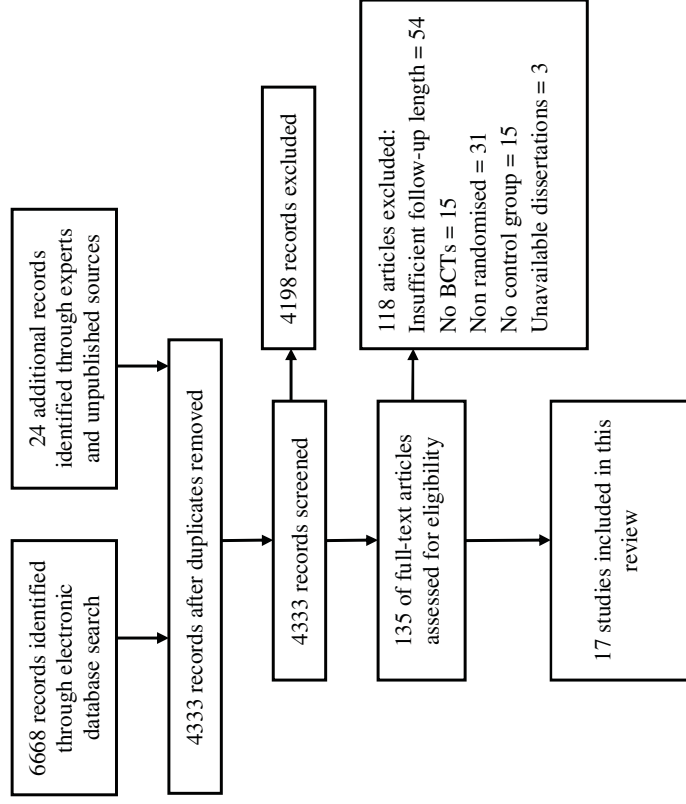 6668 records identified
through electronic
database search
24 additional records
identified through experts
and unpublished sources
4333 records after duplicates removed
4333 records screened
4198 records excluded
135 of full-text articles
assessed for eligibility
118 articles excluded:
Insufficient follow-up length = 54
No BCTs = 15
Non randomised = 31
No control group = 15
Unavailable dissertations = 3
17 studies included in this
review